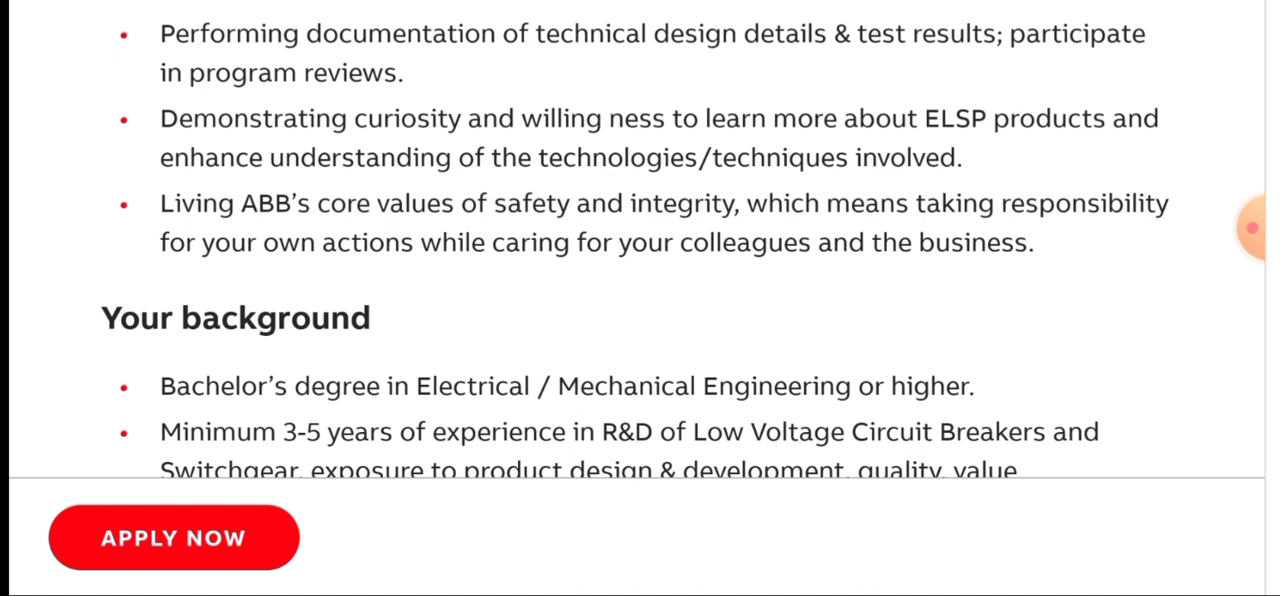 Performing documentation of technical design details & test results; participate
in program reviews.
Demonstrating curiosity and willing ness to learn more about ELSP products and
enhance understanding of the technologies/techniques involved.
Living ABB’s core values of safety and integrity, which means taking responsibility
for your own actions while caring for your colleagues and the business.
Your background
Bachelor’s degree in Electrical / Mechanical Engineering or higher.
Minimum 3-5 years of experience in R&D of Low Voltage Circuit Breakers and
Switchgear, exposure to product design & development, quality, value
APPLY NOW